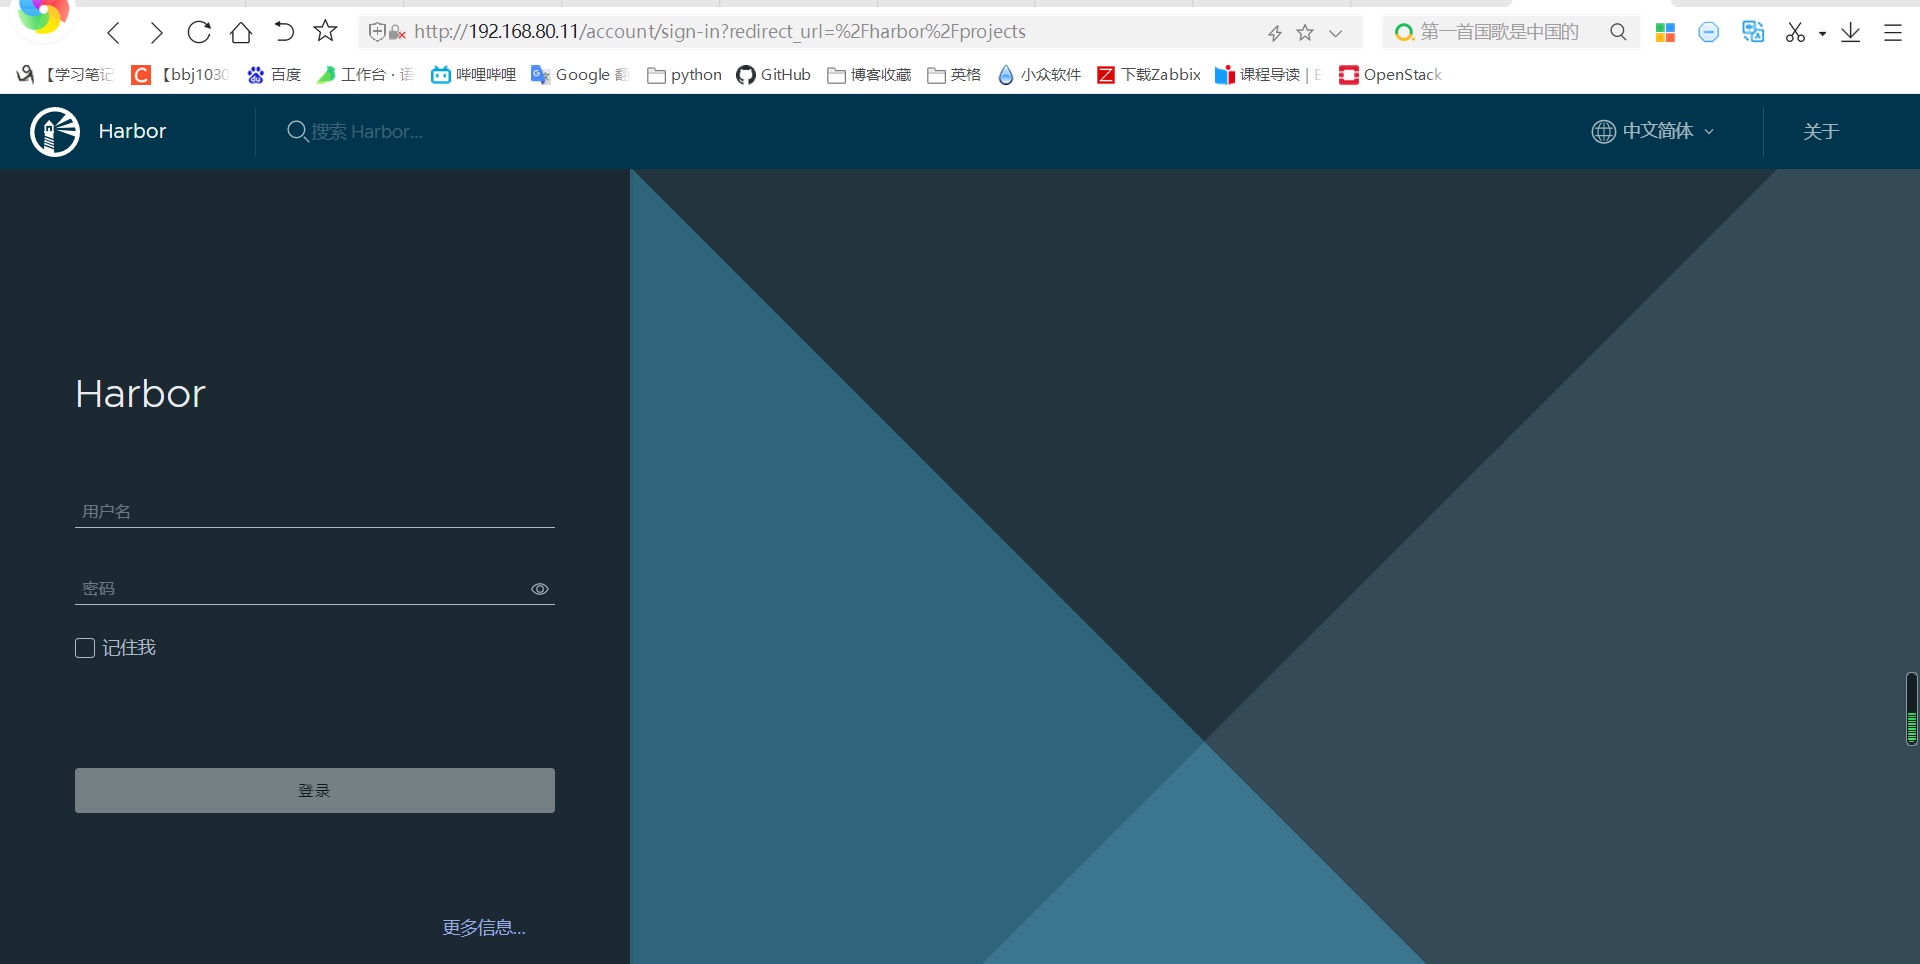 http://192.168.80.11/account/sign-in?redirect_url=%2Fharbor%2Fprojects
第一首国歌是中国的
【学习笔记 【bbj1030 百度 工作台 · 语 哔哩哔哩 Google 翻 python GitHub 博客收藏 英格 小众软件 下载Zabbix 课程导读 | E OpenStack
Harbor 搜索 Harbor... 中文简体 关于
Harbor
用户名
密码
记住我
登录
更多信息...